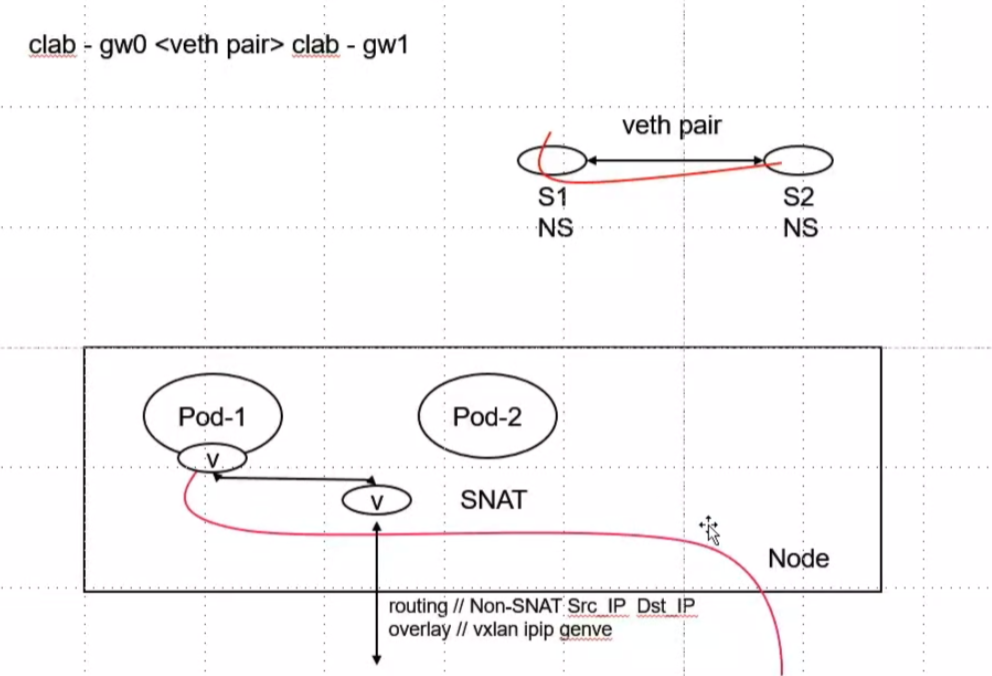 clab - gw0 <veth pair> clab - gw1
veth pair
S1
NS
S2
NS
Pod-1
Pod-2
v
v
SNAT
Node
routing // Non-SNAT Src_IP Dst_IP
overlay // vxlan ipip genve